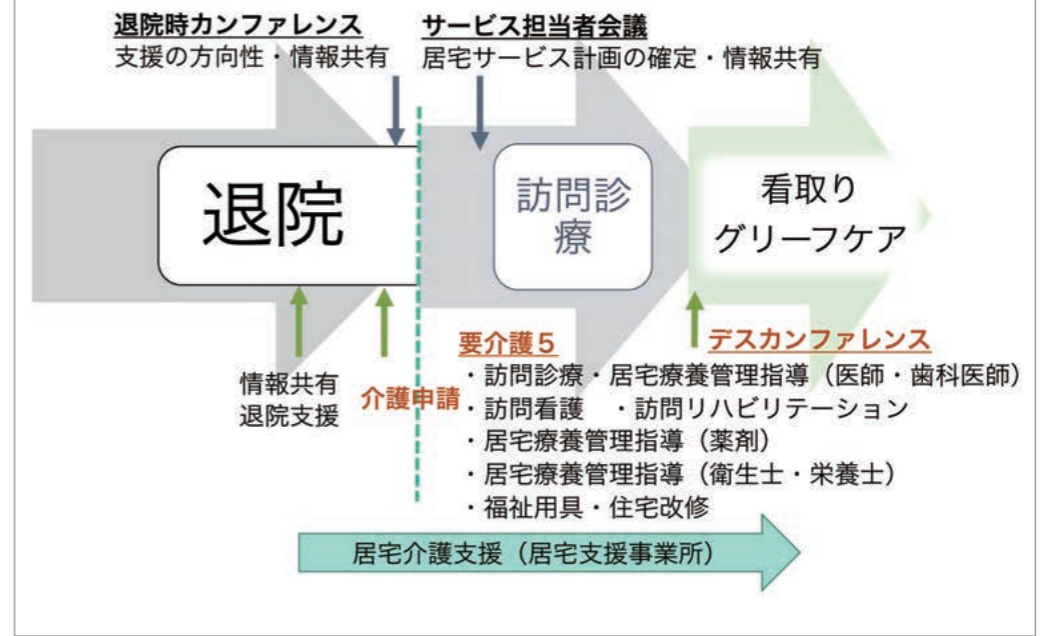 退院時カンファレンス
支援の方向性・情報共有
サービス担当者会議
居宅サービス計画の確定・情報共有
退院
訪問診
療
看取り
グリーフケア
情報共有
退院支援
介護申請
要介護５
・訪問診療・居宅療養管理指導（医師・歯科医師）
・訪問看護　・訪問リハビリテーション
・居宅療養管理指導（薬剤）
・居宅療養管理指導（衛生士・栄養士）
・福祉用具・住宅改修
デスカンファレンス
居宅介護支援（居宅支援事業所）